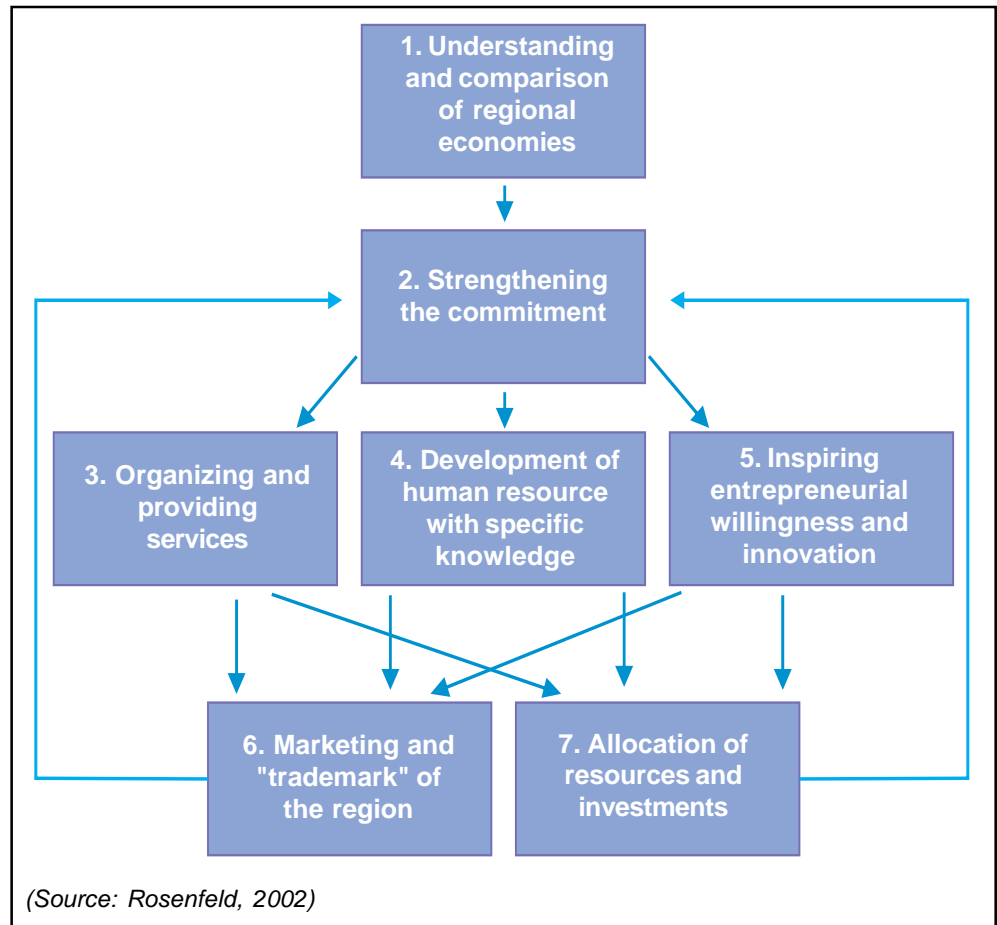 1. Understanding
and comparison
of regional
economies
2. Strengthening
the commitment
3. Organizing and
providing
services
4. Development of
human resource
with specific
knowledge
5. Inspiring
entrepreneurial
willingness and
innovation
6. Marketing and
"trademark" of
the region
7. Allocation of
resources and
investments
(Source: Rosenfeld, 2002)